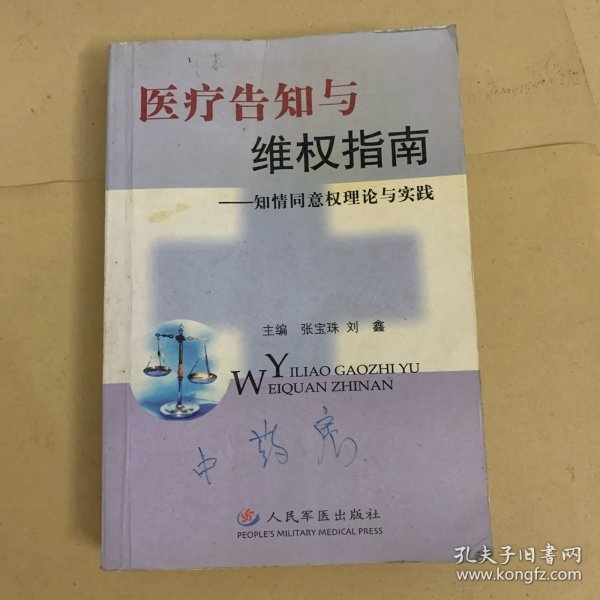 医疗告知与
维权指南
——知情同意权理论与实践
主编 张宝珠 刘 鑫
YILIAO GAOZHI YU
WEIQUAN ZHINAN
中药房
人民军医出版社
PEOPLE'S MILITARY MEDICAL PRESS
孔夫子旧书网
www.kongfz.com